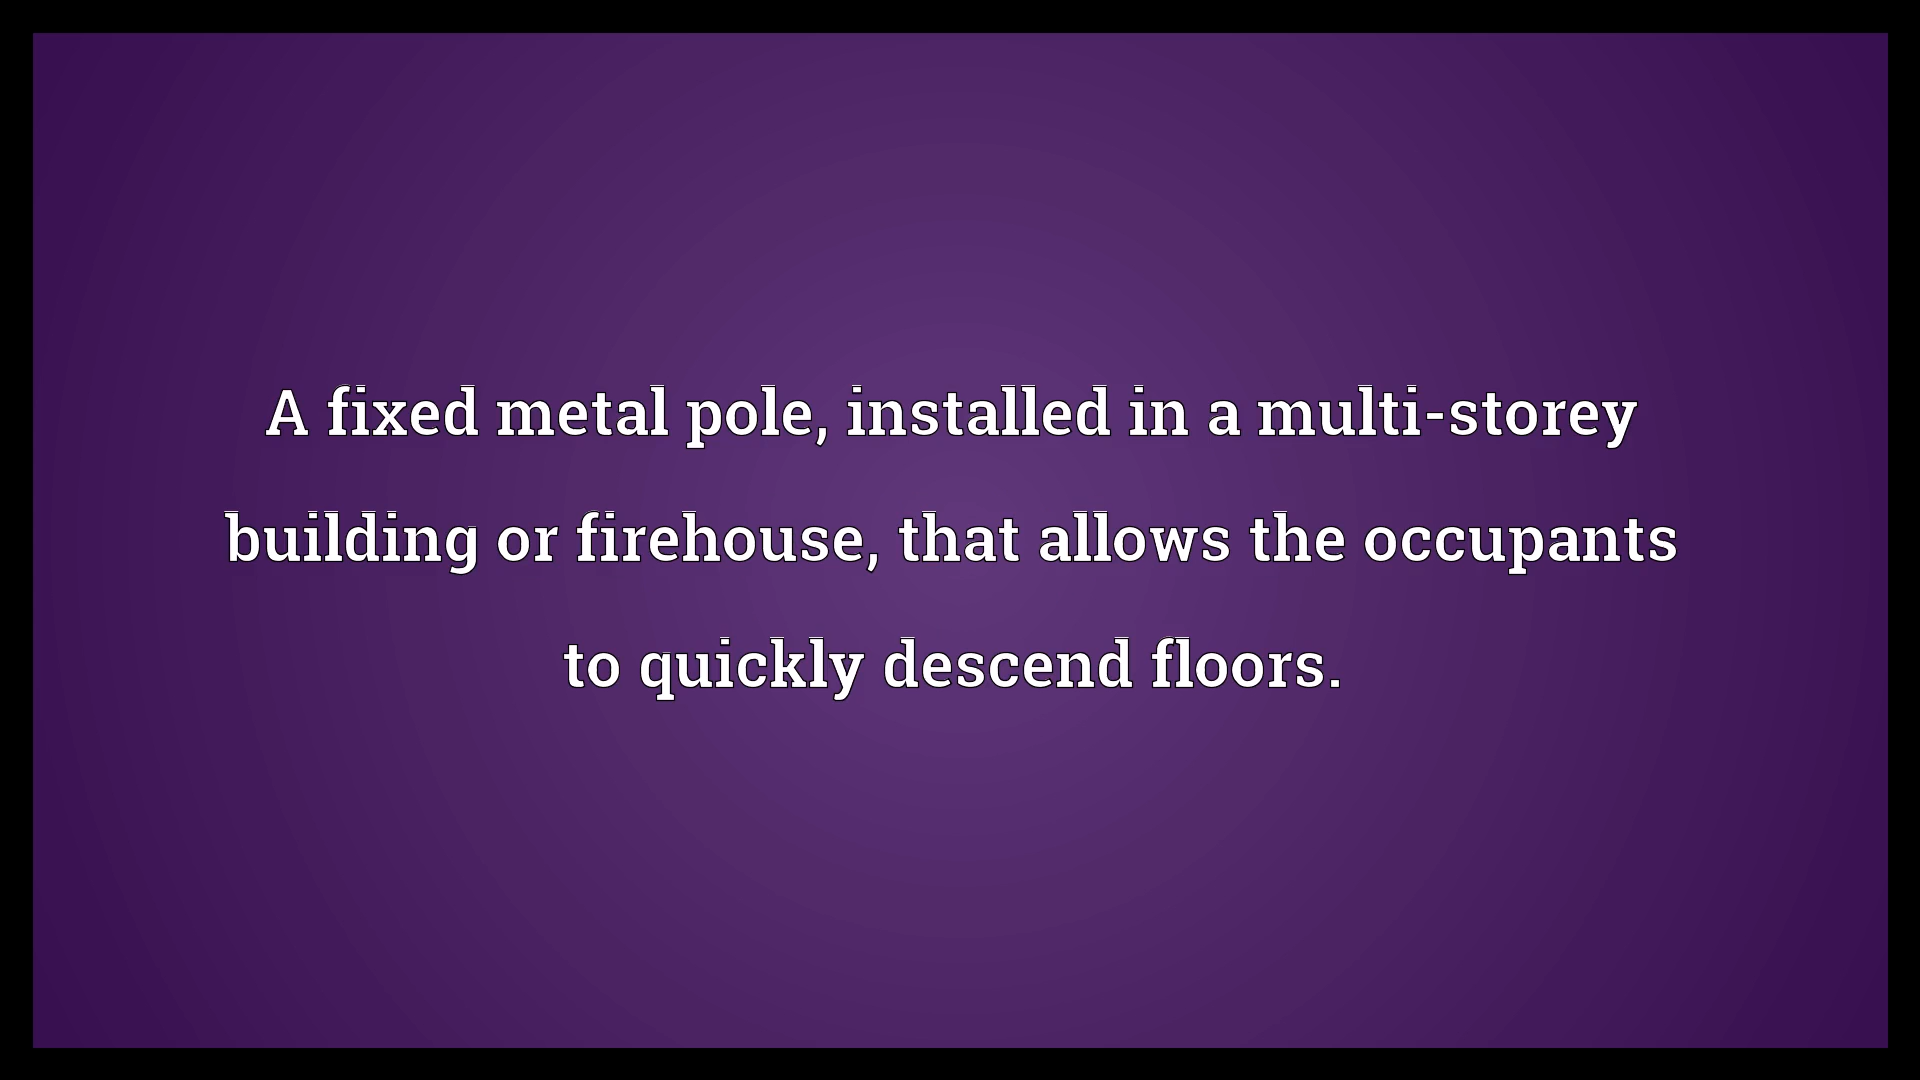 A fixed metal pole, installed in a multi-storey
building or firehouse, that allows the occupants
to quickly descend floors.